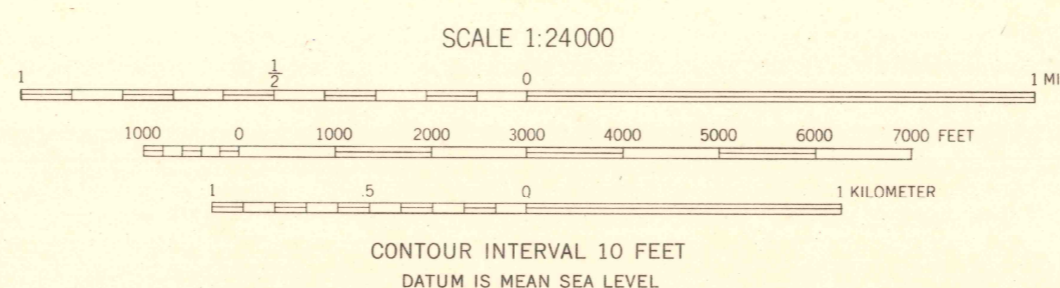 SCALE 1:24000
1 1/2 0 1 MI
1000 0 1000 2000 3000 4000 5000 6000 7000 FEET
1 .5 0 1 KILOMETER
CONTOUR INTERVAL 10 FEET
DATUM IS MEAN SEA LEVEL